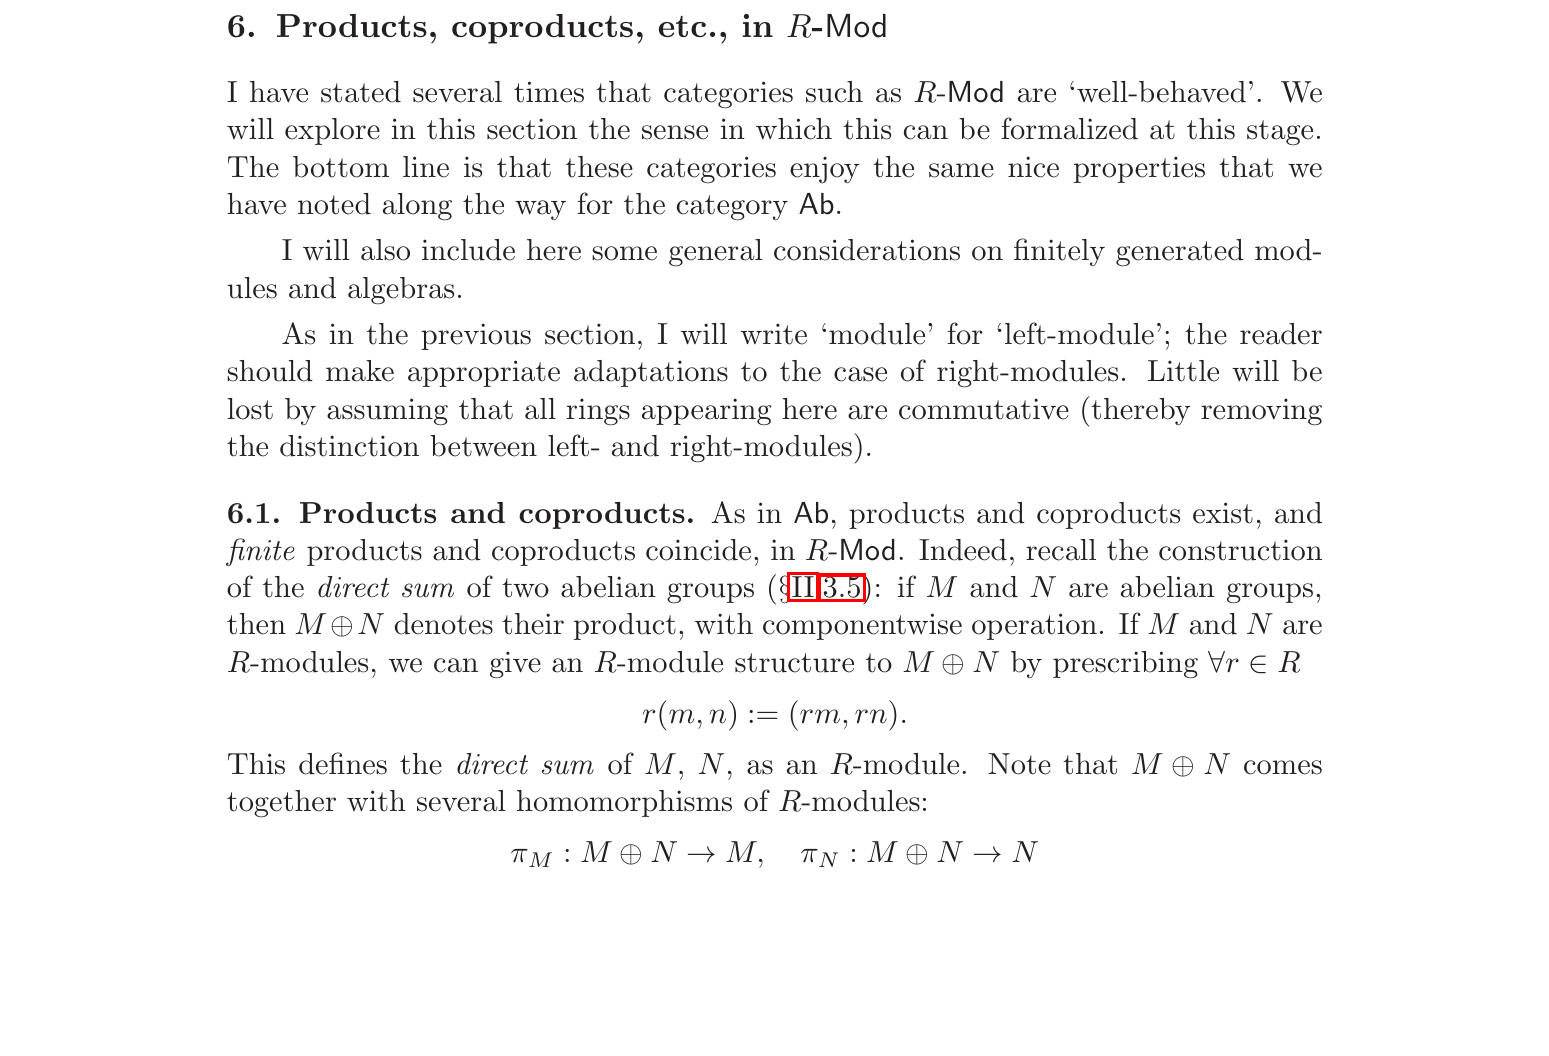 6. Products, coproducts, etc., in R-Mod
I have stated several times that categories such as R-Mod are ‘well-behaved’. We
will explore in this section the sense in which this can be formalized at this stage.
The bottom line is that these categories enjoy the same nice properties that we
have noted along the way for the category Ab.
I will also include here some general considerations on finitely generated mod-
ules and algebras.
As in the previous section, I will write ‘module’ for ‘left-module’; the reader
should make appropriate adaptations to the case of right-modules. Little will be
lost by assuming that all rings appearing here are commutative (thereby removing
the distinction between left- and right-modules).
6.1. Products and coproducts. As in Ab, products and coproducts exist, and
finite products and coproducts coincide, in R-Mod. Indeed, recall the construction
of the direct sum of two abelian groups (§II.3.5): if M and N are abelian groups,
then M ⊕ N denotes their product, with componentwise operation. If M and N are
R-modules, we can give an R-module structure to M ⊕ N by prescribing ∀r ∈ R
r(m, n) := (rm, rn).
This defines the direct sum of M, N, as an R-module. Note that M ⊕ N comes
together with several homomorphisms of R-modules:
π_M : M ⊕ N → M, π_N : M ⊕ N → N